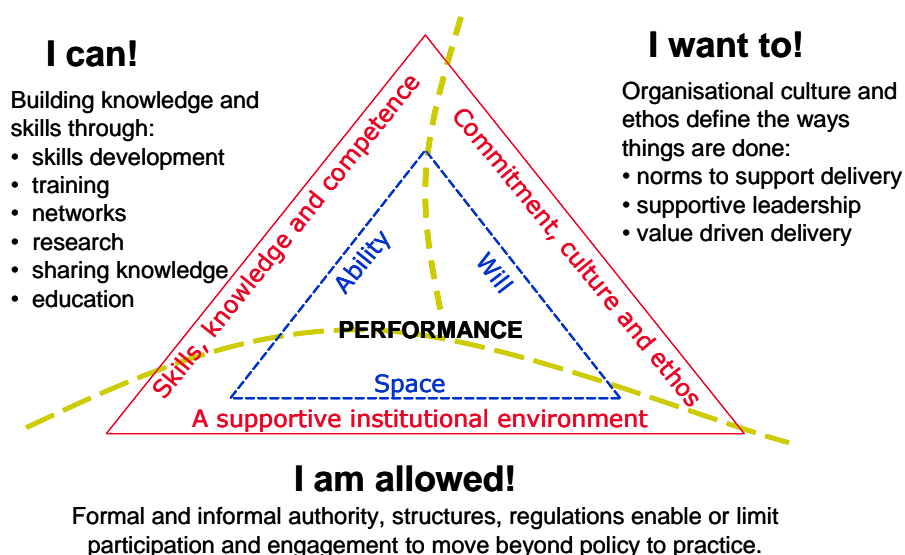 I can!
Building knowledge and
skills through:
• skills development
• training
• networks
• research
• sharing knowledge
• education
I want to!
Organisational culture and
ethos define the ways
things are done:
• norms to support delivery
• supportive leadership
• value driven delivery
Skills, knowledge and competence
Commitment, culture and ethos
Ability
Will
PERFORMANCE
Space
A supportive institutional environment
I am allowed!
Formal and informal authority, structures, regulations enable or limit
participation and engagement to move beyond policy to practice.